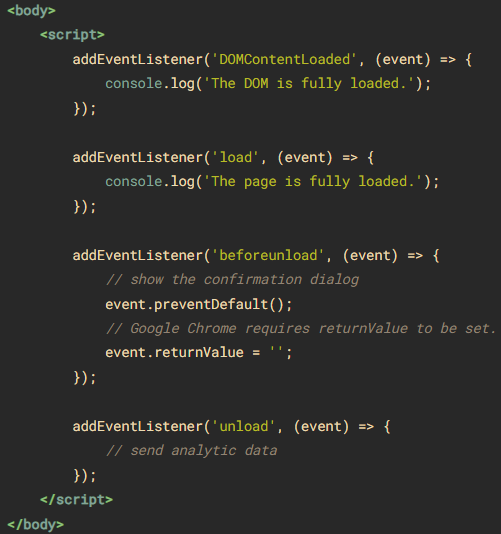 <body>
    <script>
        addEventListener('DOMContentLoaded', (event) => {
            console.log('The DOM is fully loaded.');
        });

        addEventListener('load', (event) => {
            console.log('The page is fully loaded.');
        });

        addEventListener('beforeunload', (event) => {
            // show the confirmation dialog
            event.preventDefault();
            // Google Chrome requires returnValue to be set.
            event.returnValue = '';
        });

        addEventListener('unload', (event) => {
            // send analytic data
        });
    </script>
</body>